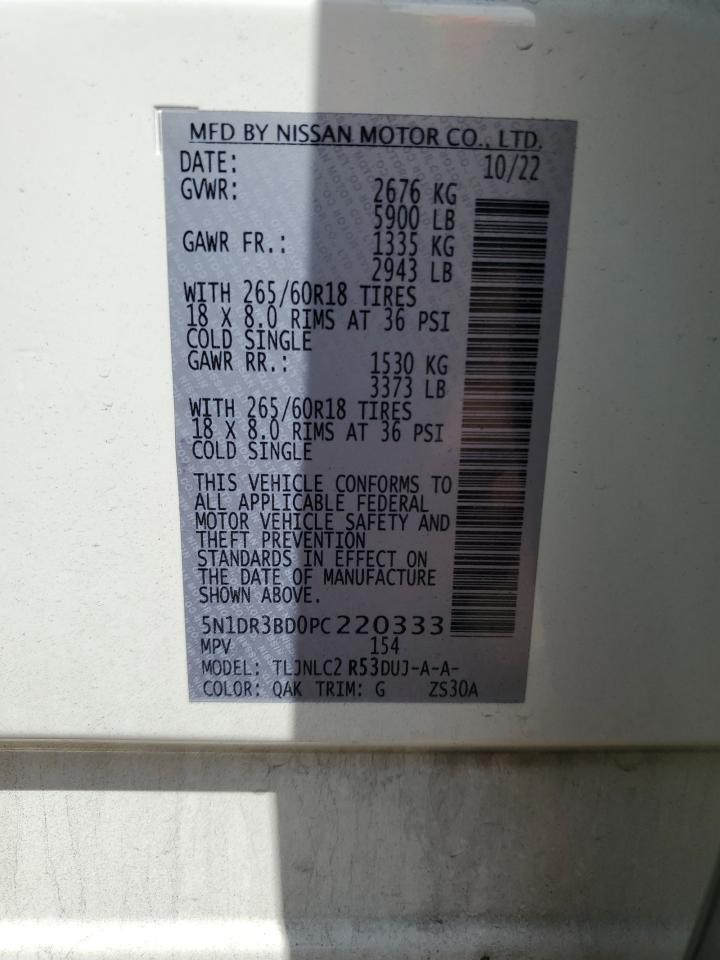 MFD BY NISSAN MOTOR CO., LTD.
DATE: 10/22
GVWR: 2676 KG
5900 LB
GAWR FR.: 1335 KG
2943 LB
WITH 265/60R18 TIRES
18 X 8.0 RIMS AT 36 PSI
COLD SINGLE
GAWR RR.: 1530 KG
3373 LB
WITH 265/60R18 TIRES
18 X 8.0 RIMS AT 36 PSI
COLD SINGLE
THIS VEHICLE CONFORMS TO
ALL APPLICABLE FEDERAL
MOTOR VEHICLE SAFETY AND
THEFT PREVENTION
STANDARDS IN EFFECT ON
THE DATE OF MANUFACTURE
SHOWN ABOVE.
5N1DR3BD0PC220333
MPV 154
MODEL: TLJNLC2 R53DUJ-A-A-
COLOR: QAK TRIM: G ZS30A